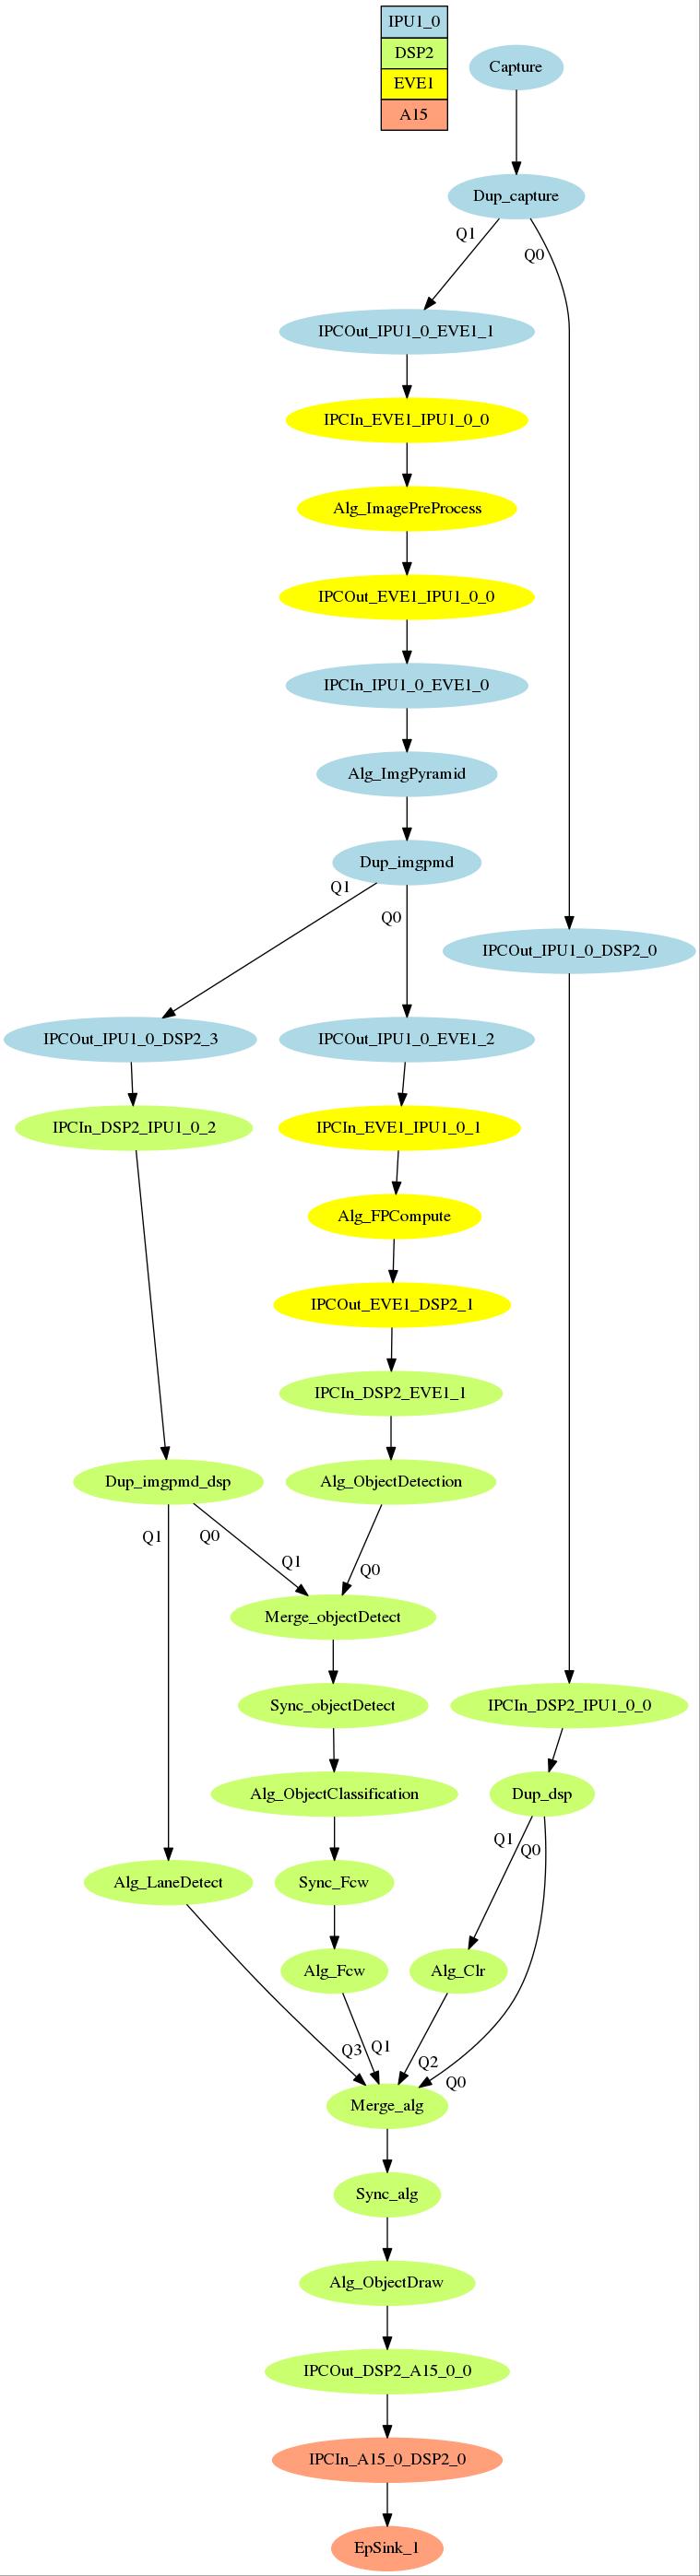 IPU1_0
DSP2
EVE1
A15
Capture
Dup_capture
Q1
Q0
IPCOut_IPU1_0_EVE1_1
IPCIn_EVE1_IPU1_0_0
Alg_ImagePreProcess
IPCOut_EVE1_IPU1_0_0
IPCIn_IPU1_0_EVE1_0
Alg_ImgPyramid
Dup_imgpmd
Q1
Q0
IPCOut_IPU1_0_DSP2_0
IPCOut_IPU1_0_DSP2_3
IPCOut_IPU1_0_EVE1_2
IPCIn_DSP2_IPU1_0_2
IPCIn_EVE1_IPU1_0_1
Alg_FPCompute
IPCOut_EVE1_DSP2_1
IPCIn_DSP2_EVE1_1
Dup_imgpmd_dsp
Alg_ObjectDetection
Q1
Q0
Q1
Q0
Merge_objectDetect
Sync_objectDetect
IPCIn_DSP2_IPU1_0_0
Alg_ObjectClassification
Dup_dsp
Q1
Q0
Alg_LaneDetect
Sync_Fcw
Alg_Fcw
Alg_Clr
Q3
Q1
Q2
Q0
Merge_alg
Sync_alg
Alg_ObjectDraw
IPCOut_DSP2_A15_0_0
IPCIn_A15_0_DSP2_0
EpSink_1